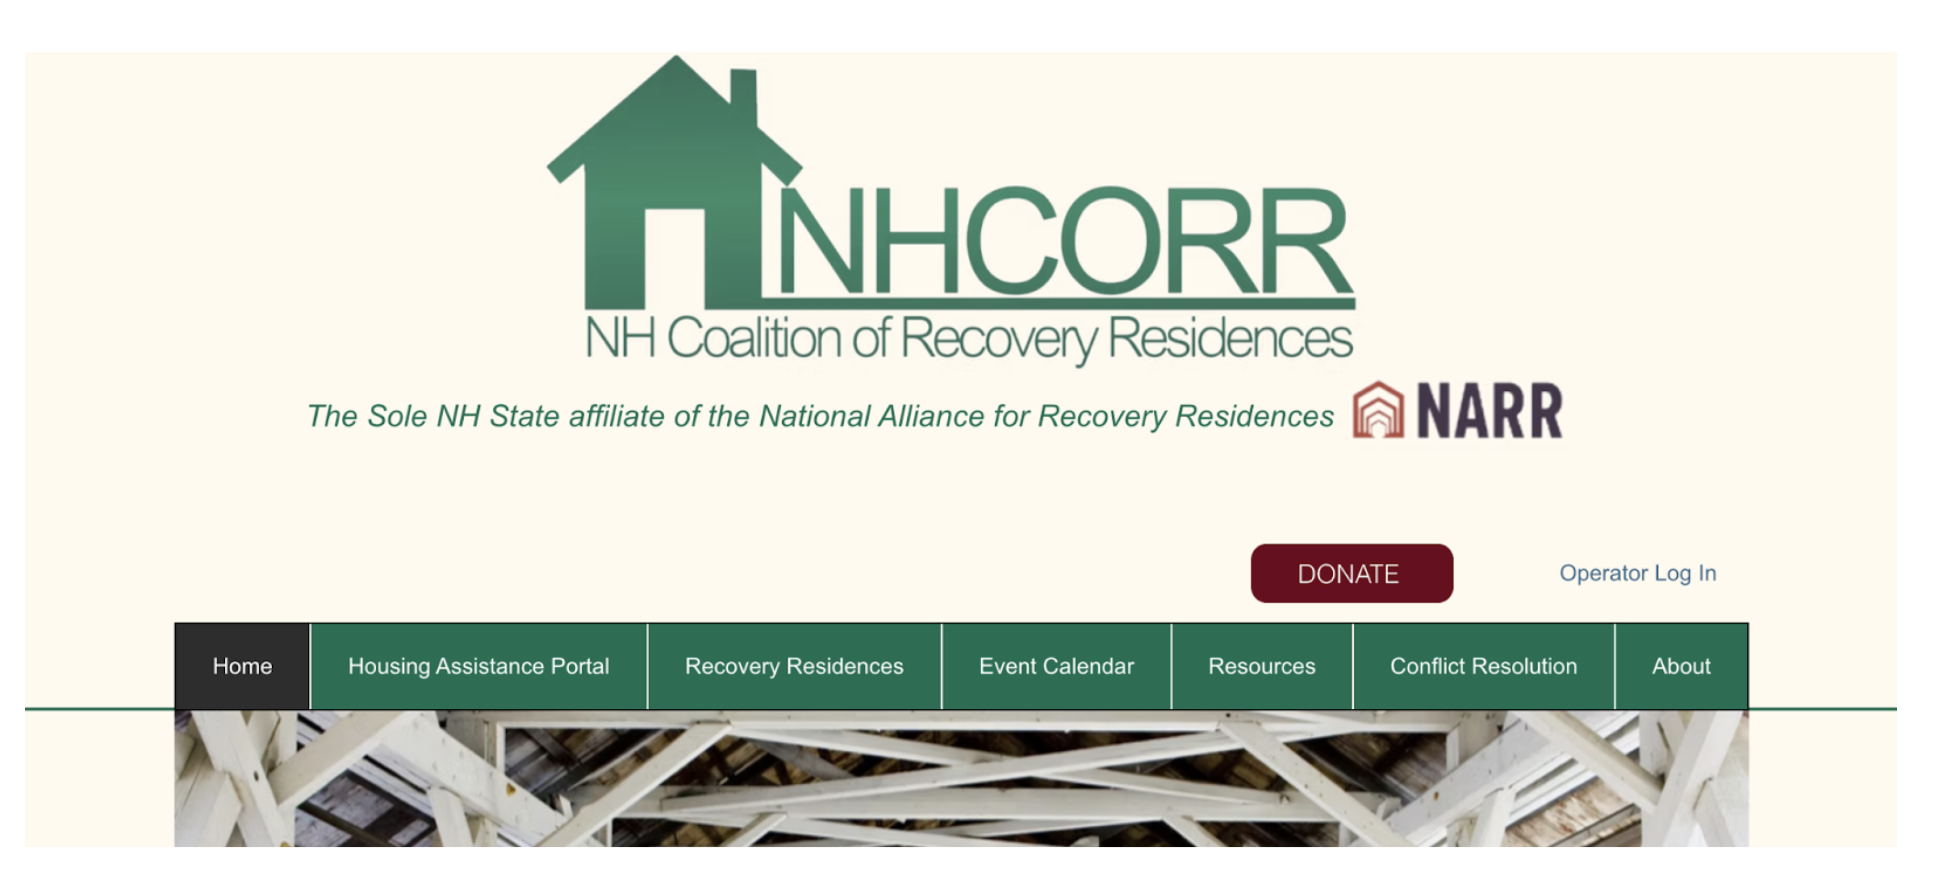 NHCORR
NH Coalition of Recovery Residences
The Sole NH State affiliate of the National Alliance for Recovery Residences NARR
DONATE Operator Log In
Home Housing Assistance Portal Recovery Residences Event Calendar Resources Conflict Resolution About